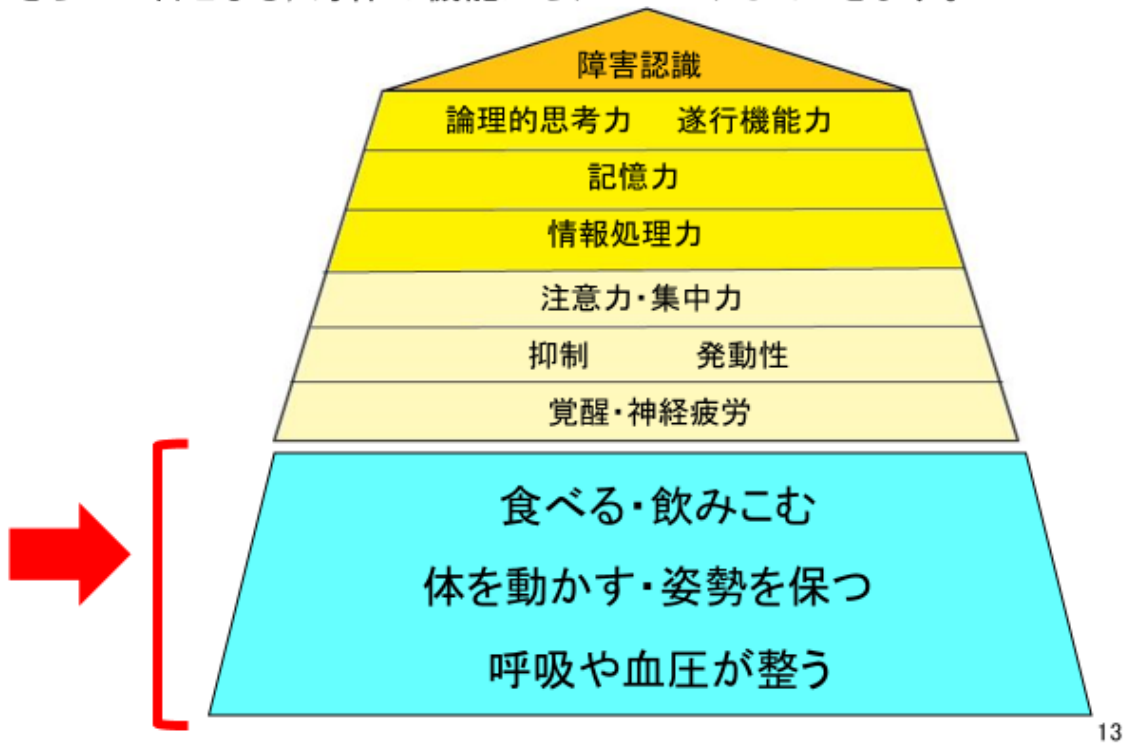 障害認識
論理的思考力 遂行機能力
記憶力
情報処理力
注意力・集中力
抑制 発動性
覚醒・神経疲労
食べる・飲みこむ
体を動かす・姿勢を保つ
呼吸や血圧が整う
13